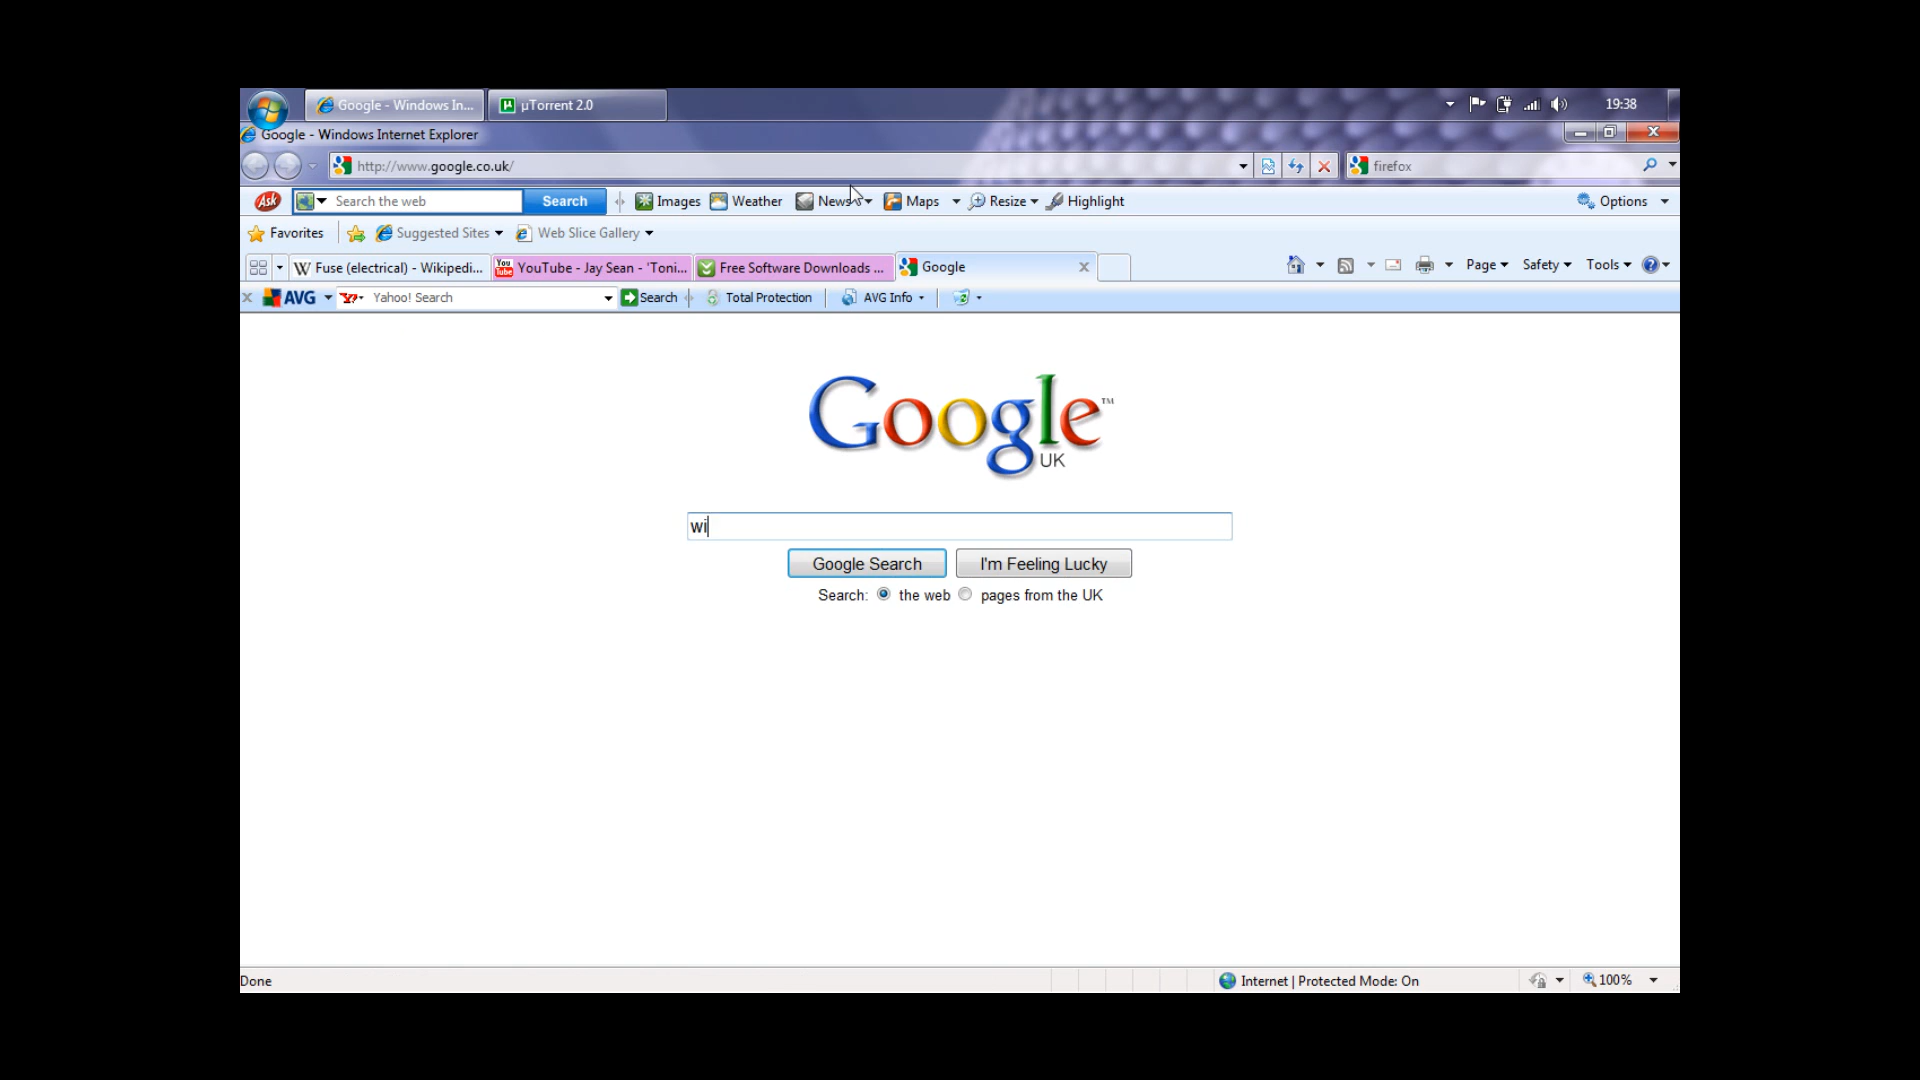 Google - Windows In... µTorrent 2.0 19:38
Google - Windows Internet Explorer
http://www.google.co.uk/ firefox
Ask Search the web Search Images Weather News Maps Resize Highlight Options
Favorites Suggested Sites Web Slice Gallery
W Fuse (electrical) - Wikipedi... You Tube YouTube - Jay Sean - 'Toni... Free Software Downloads ... Google Page Safety Tools
AVG Y! Yahoo! Search Search Total Protection AVG Info
Google™
UK
wi
Google Search I'm Feeling Lucky
Search: the web pages from the UK
Done Internet | Protected Mode: On 100%